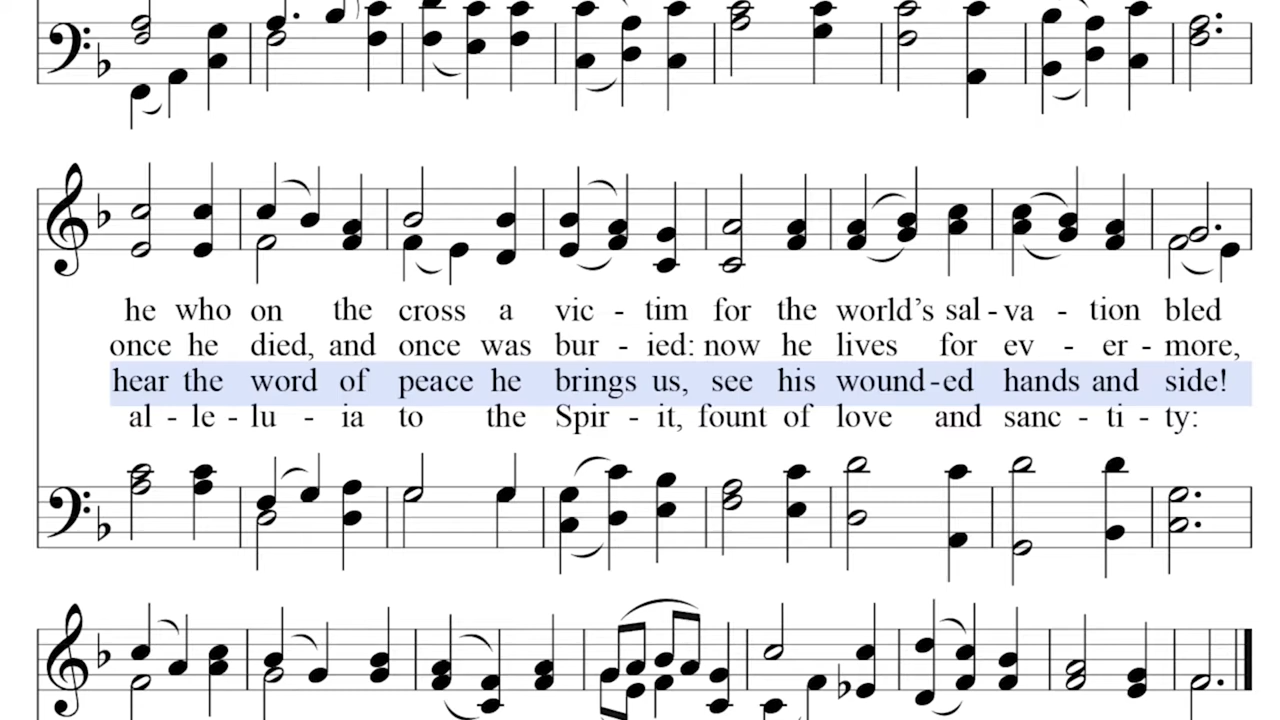 he who on the cross a vic - tim for the world's sal - va - tion bled
once he died, and once was bur - ied: now he lives for ev - er - more,
hear the word of peace he brings us, see his wound - ed hands and side!
al - le - lu - ia to the Spir - it, fount of love and sanc - ti - ty: